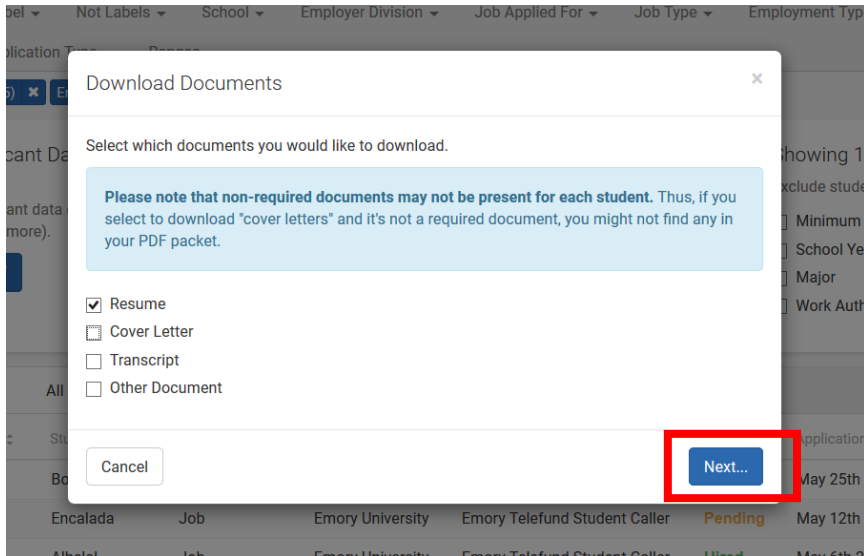 Not Labels School Employer Division Job Applied For Job Type
Download Documents ×
Select which documents you would like to download.
Please note that non-required documents may not be present for each student. Thus, if you
select to download "cover letters" and it's not a required document, you might not find any in
your PDF packet.
Resume
Cover Letter
Transcript
Other Document
Minimum
School Ye
Major
Work Auth
All
Cancel Next...
May 25th
Encalada Job Emory University Emory Telefund Student Caller Pending May 12th